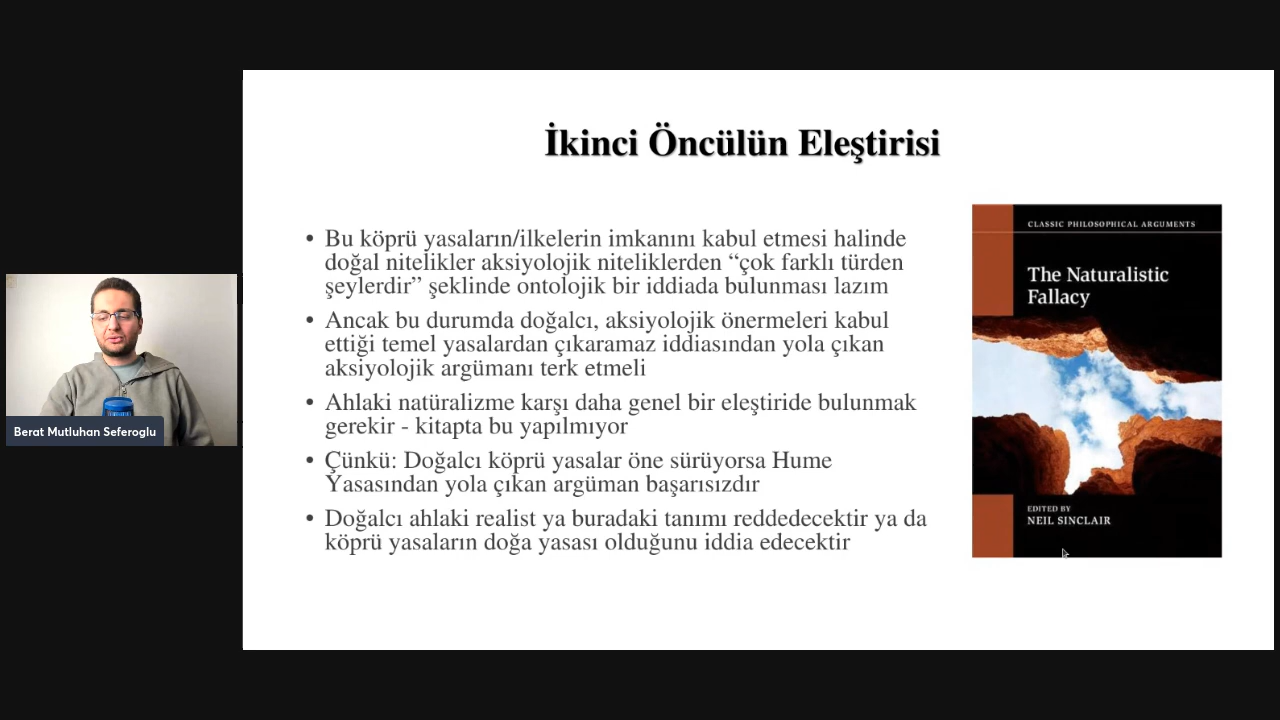 İkinci Öncülün Eleştirisi
• Bu köprü yasaların/ilkelerin imkanını kabul etmesi halinde
doğal nitelikler aksiyolojik niteliklerden “çok farklı türden
şeylerdir” şeklinde ontolojik bir iddiada bulunması lazım
• Ancak bu durumda doğalcı, aksiyolojik önermeleri kabul
ettiği temel yasalardan çıkaramaz iddiasından yola çıkan
aksiyolojik argümanı terk etmeli
• Ahlaki natüralizme karşı daha genel bir eleştiride bulunmak
gerekir - kitapta bu yapılmıyor
• Çünkü: Doğalcı köprü yasalar öne sürüyorsa Hume
Yasasından yola çıkan argüman başarısızdır
• Doğalcı ahlaki realist ya buradaki tanımı reddedecektir ya da
köprü yasaların doğa yasası olduğunu iddia edecektir
CLASSIC PHILOSOPHICAL ARGUMENTS
The Naturalistic
Fallacy
EDITED BY
NEIL SINCLAIR
Berat Mutluhan Seferoglu